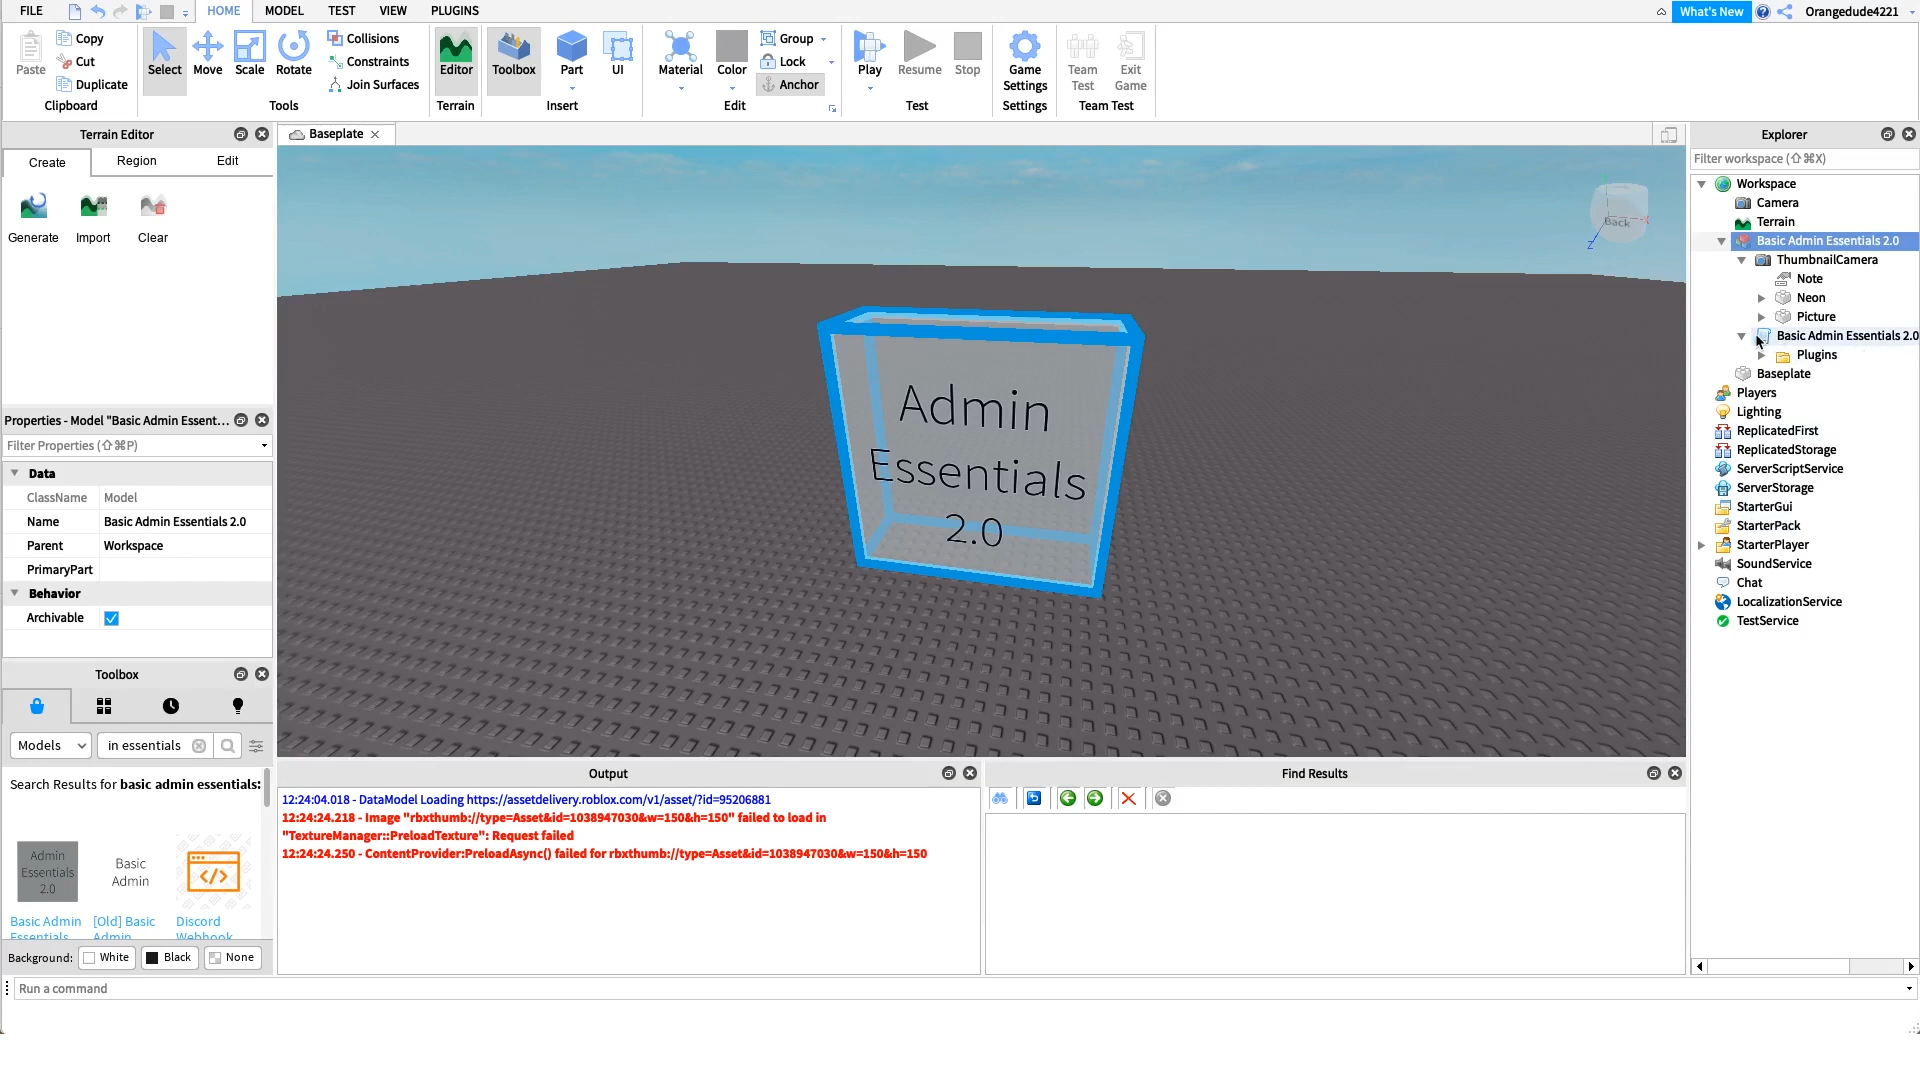 FILE
HOME
MODEL
TEST
VIEW
PLUGINS
What's New
Orangedude4221
Paste
Copy
Cut
Duplicate
Clipboard
Select
Move
Scale
Rotate
Collisions
Constraints
Join Surfaces
Tools
Editor
Terrain
Toolbox
Part
UI
Insert
Material
Color
Group
Lock
Anchor
Edit
Play
Resume
Stop
Test
Game
Settings
Settings
Team
Test
Exit
Game
Team Test
Terrain Editor
Create
Region
Edit
Generate
Import
Clear
Properties - Model "Basic Admin Essent...
Filter Properties (⇧⌘P)
Data
ClassName Model
Name Basic Admin Essentials 2.0
Parent Workspace
PrimaryPart
Behavior
Archivable
Toolbox
Models
in essentials
Search Results for basic admin essentials:
Admin
Essentials
2.0
Basic
Admin
Basic Admin
Essentials
[Old] Basic
Admin
Discord
Webhook
Background:
White
Black
None
Baseplate
Back
X
Z
Admin
Essentials
2.0
Output
12:24:04.018 - DataModel Loading https://assetdelivery.roblox.com/v1/asset/?id=95206881
12:24:24.218 - Image "rbxthumb://type=Asset&id=1038947030&w=150&h=150" failed to load in
"TextureManager::PreloadTexture": Request failed
12:24:24.250 - ContentProvider:PreloadAsync() failed for rbxthumb://type=Asset&id=1038947030&w=150&h=150
Find Results
Explorer
Filter workspace (⇧⌘X)
Workspace
Camera
Terrain
Basic Admin Essentials 2.0
ThumbnailCamera
Note
Neon
Picture
Basic Admin Essentials 2.0
Plugins
Baseplate
Players
Lighting
ReplicatedFirst
ReplicatedStorage
ServerScriptService
ServerStorage
StarterGui
StarterPack
StarterPlayer
SoundService
Chat
LocalizationService
TestService
Run a command